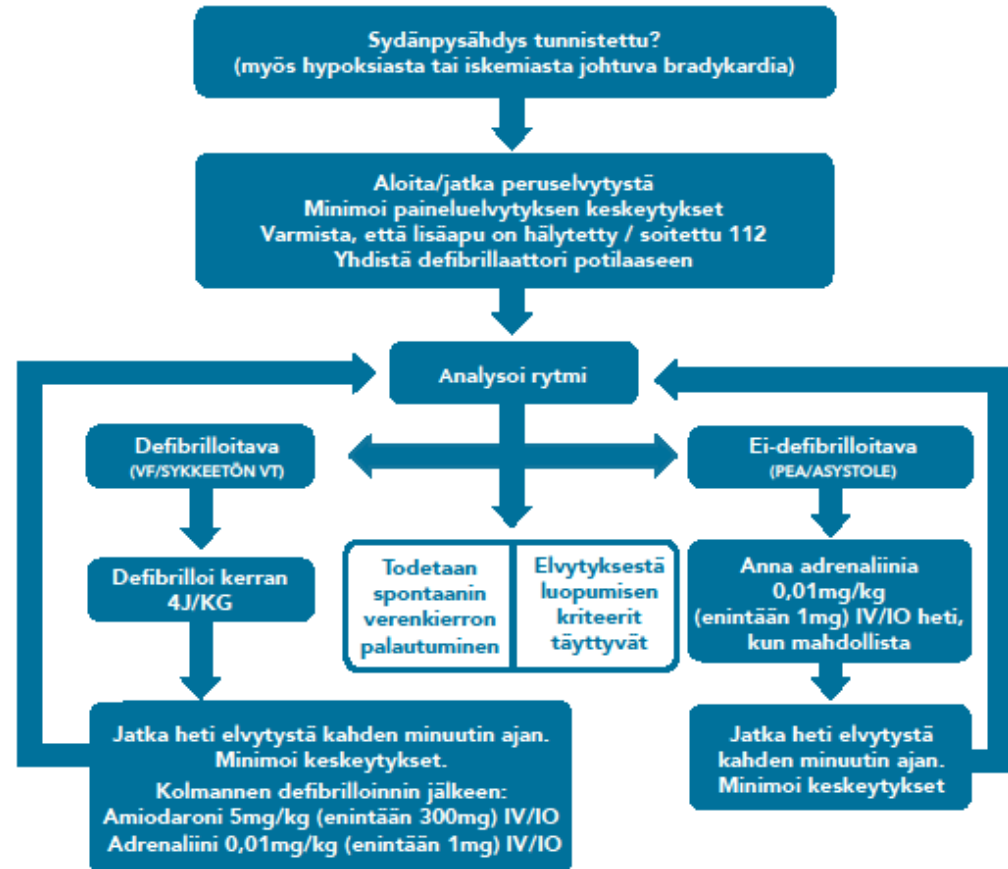 Sydänpysähdys tunnistettu?
(myös hypoksiasta tai iskemiasta johtuva bradykardia)
Aloita/jatka peruselvytystä
Minimoi paineluelvytyksen keskeytykset
Varmista, että lisäapu on hälytetty / soitettu 112
Yhdistä defibrillaattori potilaaseen
Analysoi rytmi
Defibrilloitava
(VF/SYKKEETÖN VT)
Ei-defibrilloitava
(PEA/ASYSTOLE)
Defibrilloi kerran
4J/KG
Todetaan
spontaanin
verenkierron
palautuminen
Elvytyksestä
luopumisen
kriteerit
täyttyvät
Anna adrenaliinia
0,01mg/kg
(enintään 1mg) IV/IO heti,
kun mahdollista
Jatka heti elvytystä kahden minuutin ajan.
Minimoi keskeytykset.
Kolmannen defibrilloinnin jälkeen:
Amiodaroni 5mg/kg (enintään 300mg) IV/IO
Adrenaliini 0,01mg/kg (enintään 1mg) IV/IO
Jatka heti elvytystä
kahden minuutin ajan.
Minimoi keskeytykset